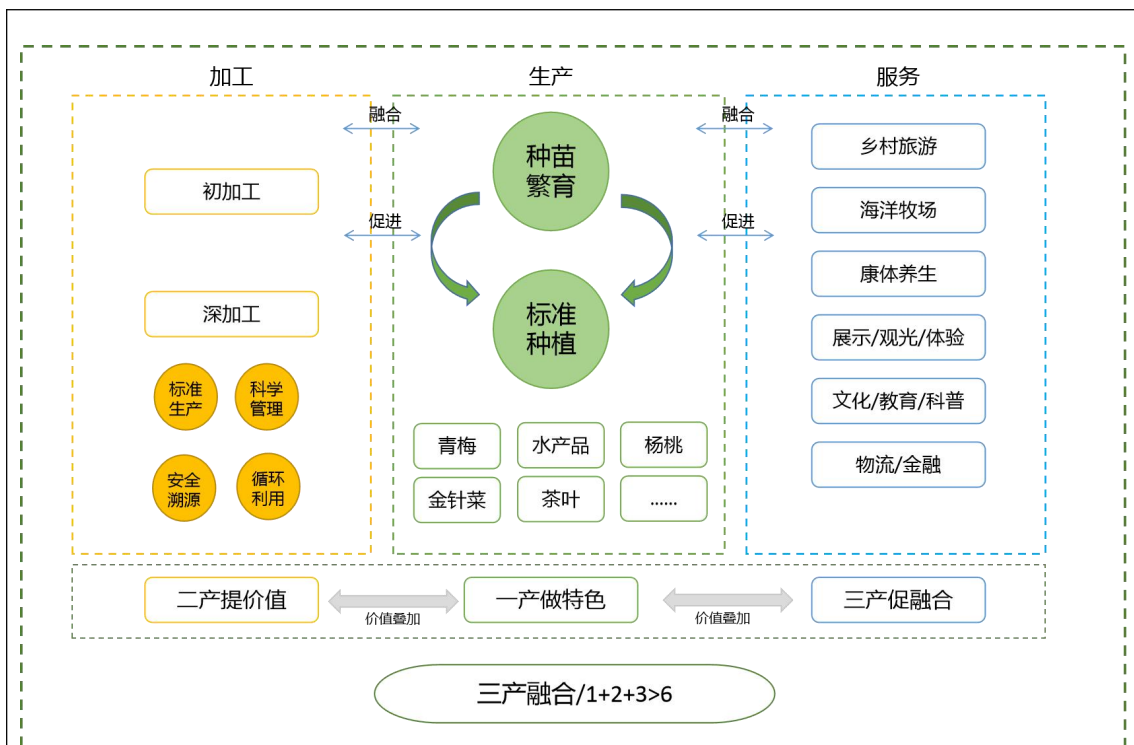 加工
生产
服务
融合
融合
促进
促进
初加工
深加工
标准
生产
科学
管理
安全
溯源
循环
利用
种苗
繁育
标准
种植
青梅
水产品
杨桃
金针菜
茶叶
......
乡村旅游
海洋牧场
康体养生
展示/观光/体验
文化/教育/科普
物流/金融
二产提价值
价值叠加
一产做特色
价值叠加
三产促融合
三产融合/1+2+3>6